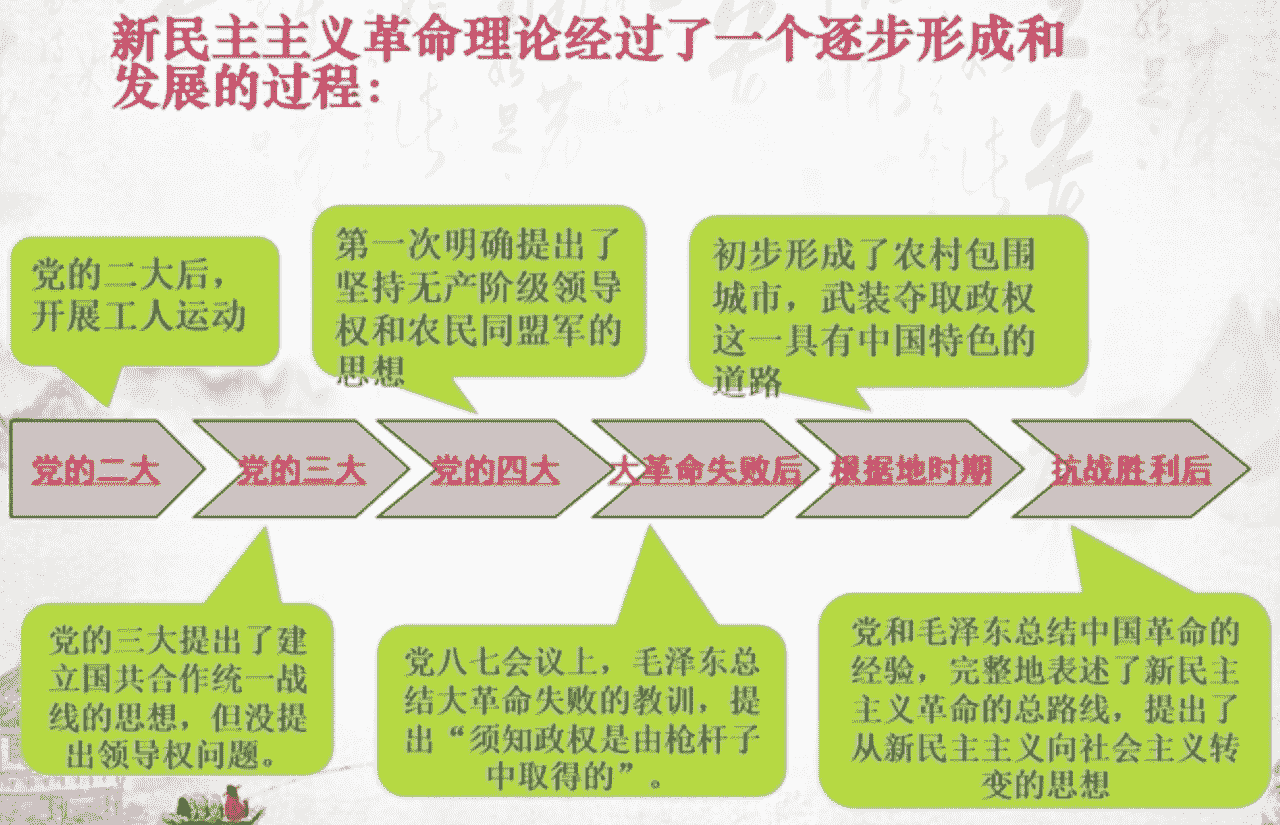 新民主主义革命理论经过了一个逐步形成和
发展的过程：
党的二大后，
开展工人运动
第一次明确提出了
坚持无产阶级领导
权和农民同盟军的
思想
初步形成了农村包围
城市，武装夺取政权
这一具有中国特色的
道路
党的二大
党的三大
党的四大
大革命失败后
根据地时期
抗战胜利后
党的三大提出了建
立国共合作统一战
线的思想，但没提
出领导权问题。
党八七会议上，毛泽东总
结大革命失败的教训，提
出“须知政权是由枪杆子
中取得的”。
党和毛泽东总结中国革命的
经验，完整地表述了新民主
主义革命的总路线，提出了
从新民主主义向社会主义转
变的思想